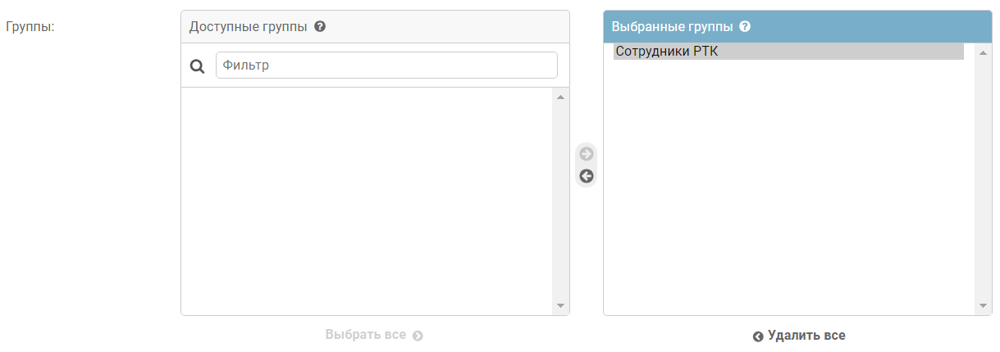 Группы:
Доступные группы
Выбранные группы
Фильтр
Сотрудники РТК
Выбрать все
Удалить все